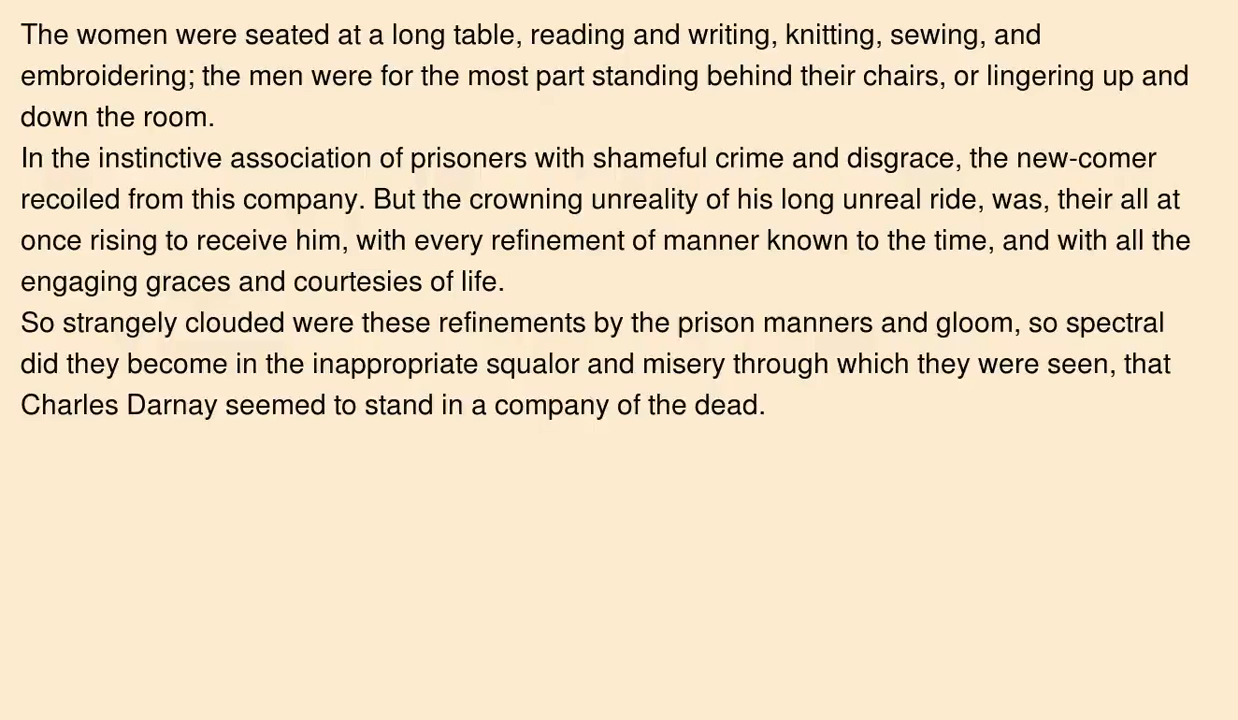 The women were seated at a long table, reading and writing, knitting, sewing, and
embroidering; the men were for the most part standing behind their chairs, or lingering up and
down the room.
In the instinctive association of prisoners with shameful crime and disgrace, the new-comer
recoiled from this company. But the crowning unreality of his long unreal ride, was, their all at
once rising to receive him, with every refinement of manner known to the time, and with all the
engaging graces and courtesies of life.
So strangely clouded were these refinements by the prison manners and gloom, so spectral
did they become in the inappropriate squalor and misery through which they were seen, that
Charles Darnay seemed to stand in a company of the dead.